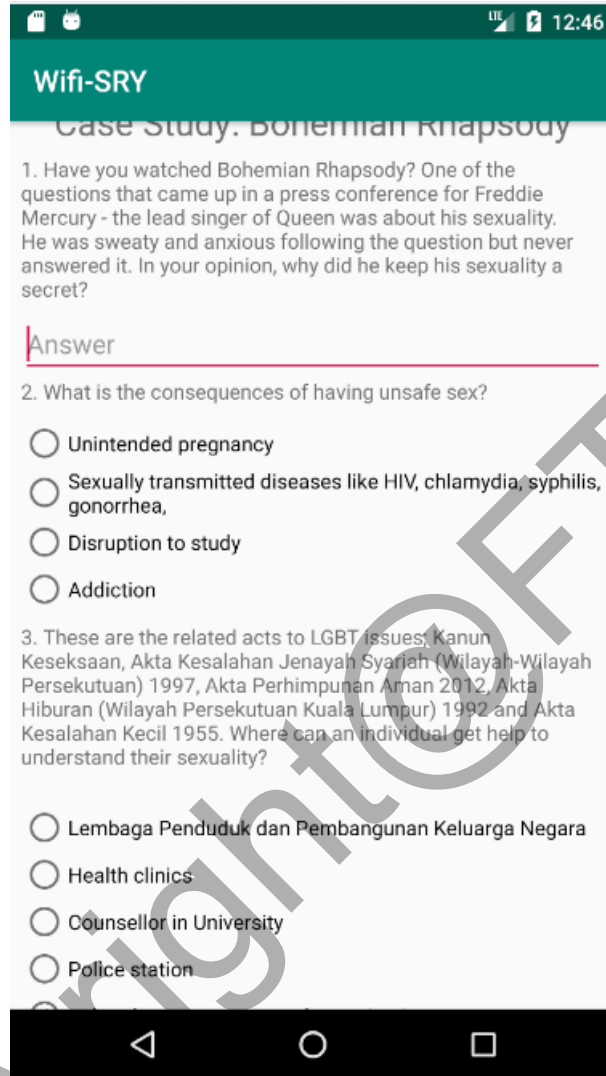 LTE 12:46
Wifi-SRY
Case Study: Bohemian Rhapsody
1. Have you watched Bohemian Rhapsody? One of the
questions that came up in a press conference for Freddie
Mercury - the lead singer of Queen was about his sexuality.
He was sweaty and anxious following the question but never
answered it. In your opinion, why did he keep his sexuality a
secret?
Answer
2. What is the consequences of having unsafe sex?
Unintended pregnancy
Sexually transmitted diseases like HIV, chlamydia, syphilis,
gonorrhea,
Disruption to study
Addiction
3. These are the related acts to LGBT issues; Kanun
Keseksaan, Akta Kesalahan Jenayah Syariah (Wilayah-Wilayah
Persekutuan) 1997, Akta Perhimpunan Aman 2012, Akta
Hiburan (Wilayah Persekutuan Kuala Lumpur) 1992 and Akta
Kesalahan Kecil 1955. Where can an individual get help to
understand their sexuality?
Lembaga Penduduk dan Pembangunan Keluarga Negara
Health clinics
Counsellor in University
Police station
right@FT